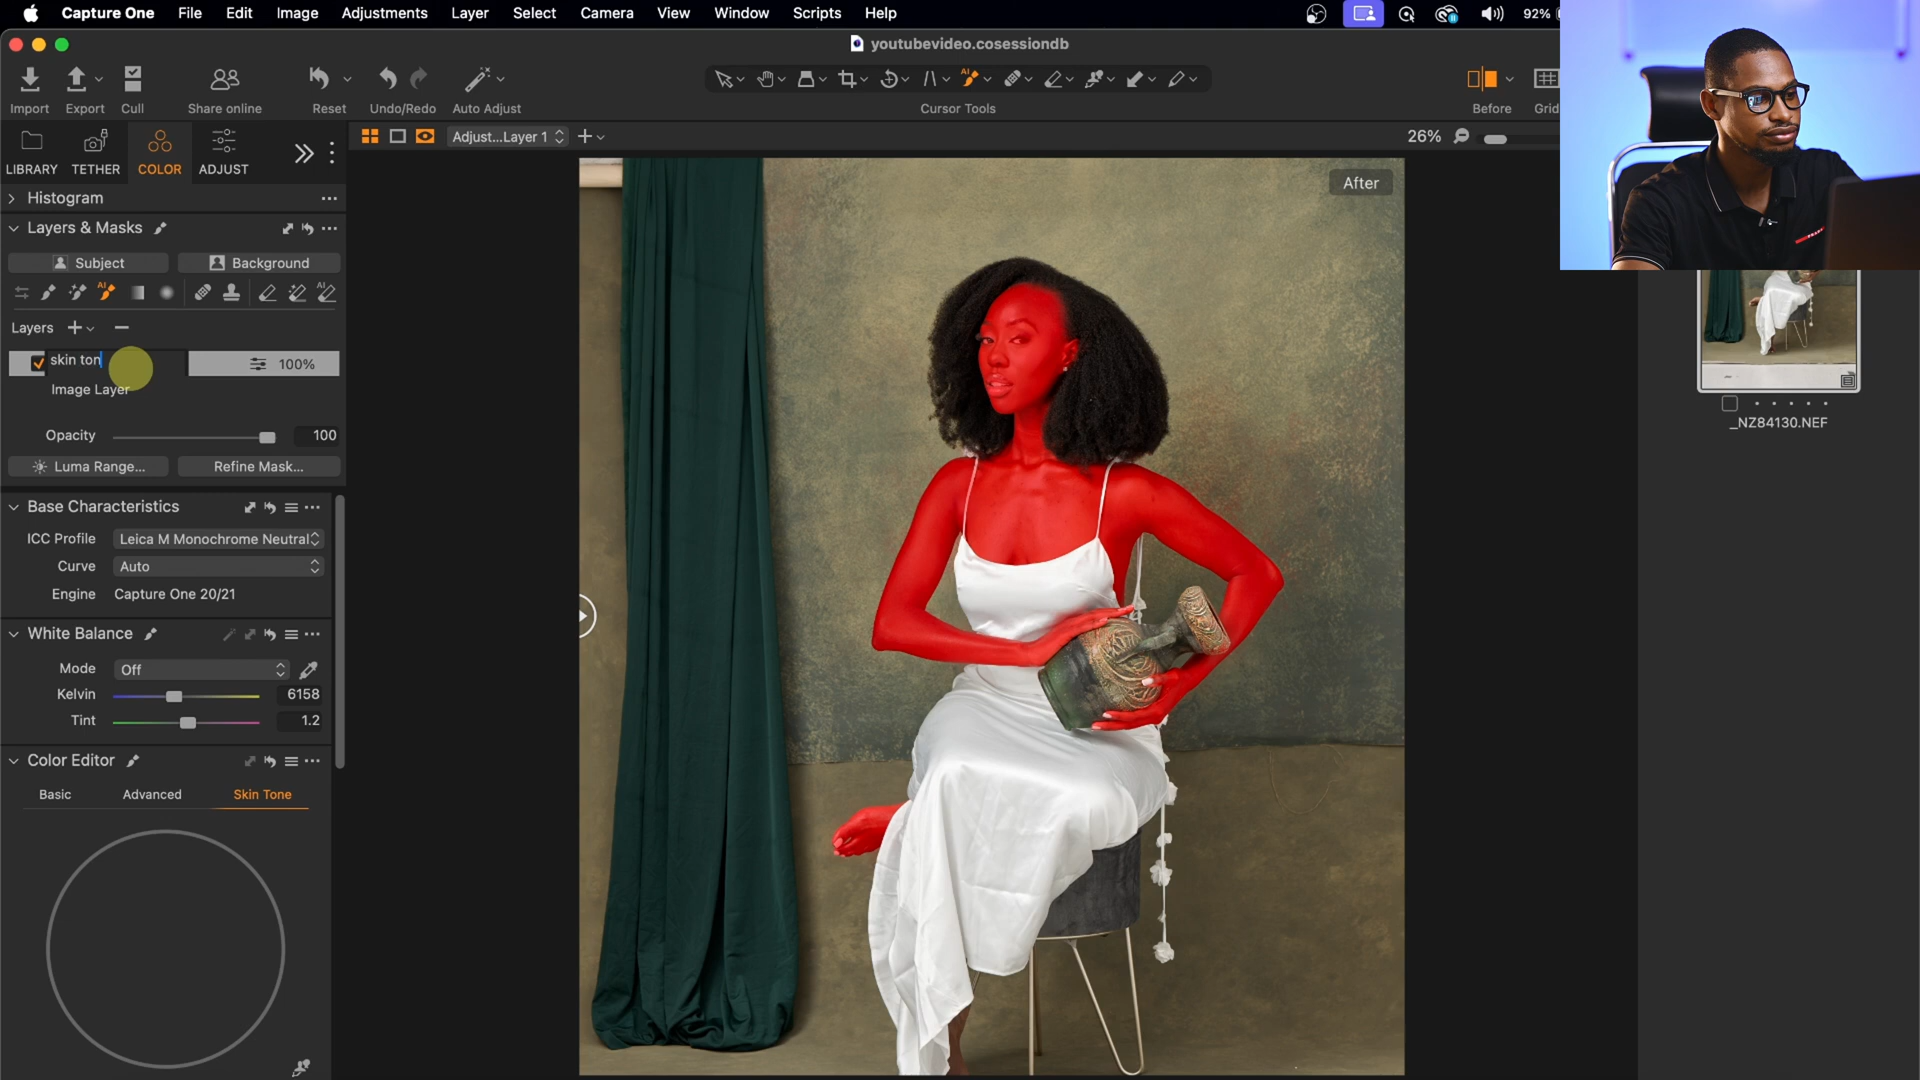 Capture One File Edit Image Adjustments Layer Select Camera View Window Scripts Help
92%
youtubevideo.cosessiondb
Import Export Cull Share online Reset Undo/Redo Auto Adjust Cursor Tools Before Grid
LIBRARY TETHER COLOR ADJUST
Adjust...Layer 1
26%
Histogram
After
Layers & Masks
Subject Background
AI
AI
AI
Layers
skin ton
100%
Image Layer
Opacity 100
Luma Range... Refine Mask...
_NZ84130.NEF
Base Characteristics
ICC Profile Leica M Monochrome Neutral
Curve Auto
Engine Capture One 20/21
White Balance
Mode Off
Kelvin 6158
Tint 1.2
Color Editor
Basic Advanced Skin Tone